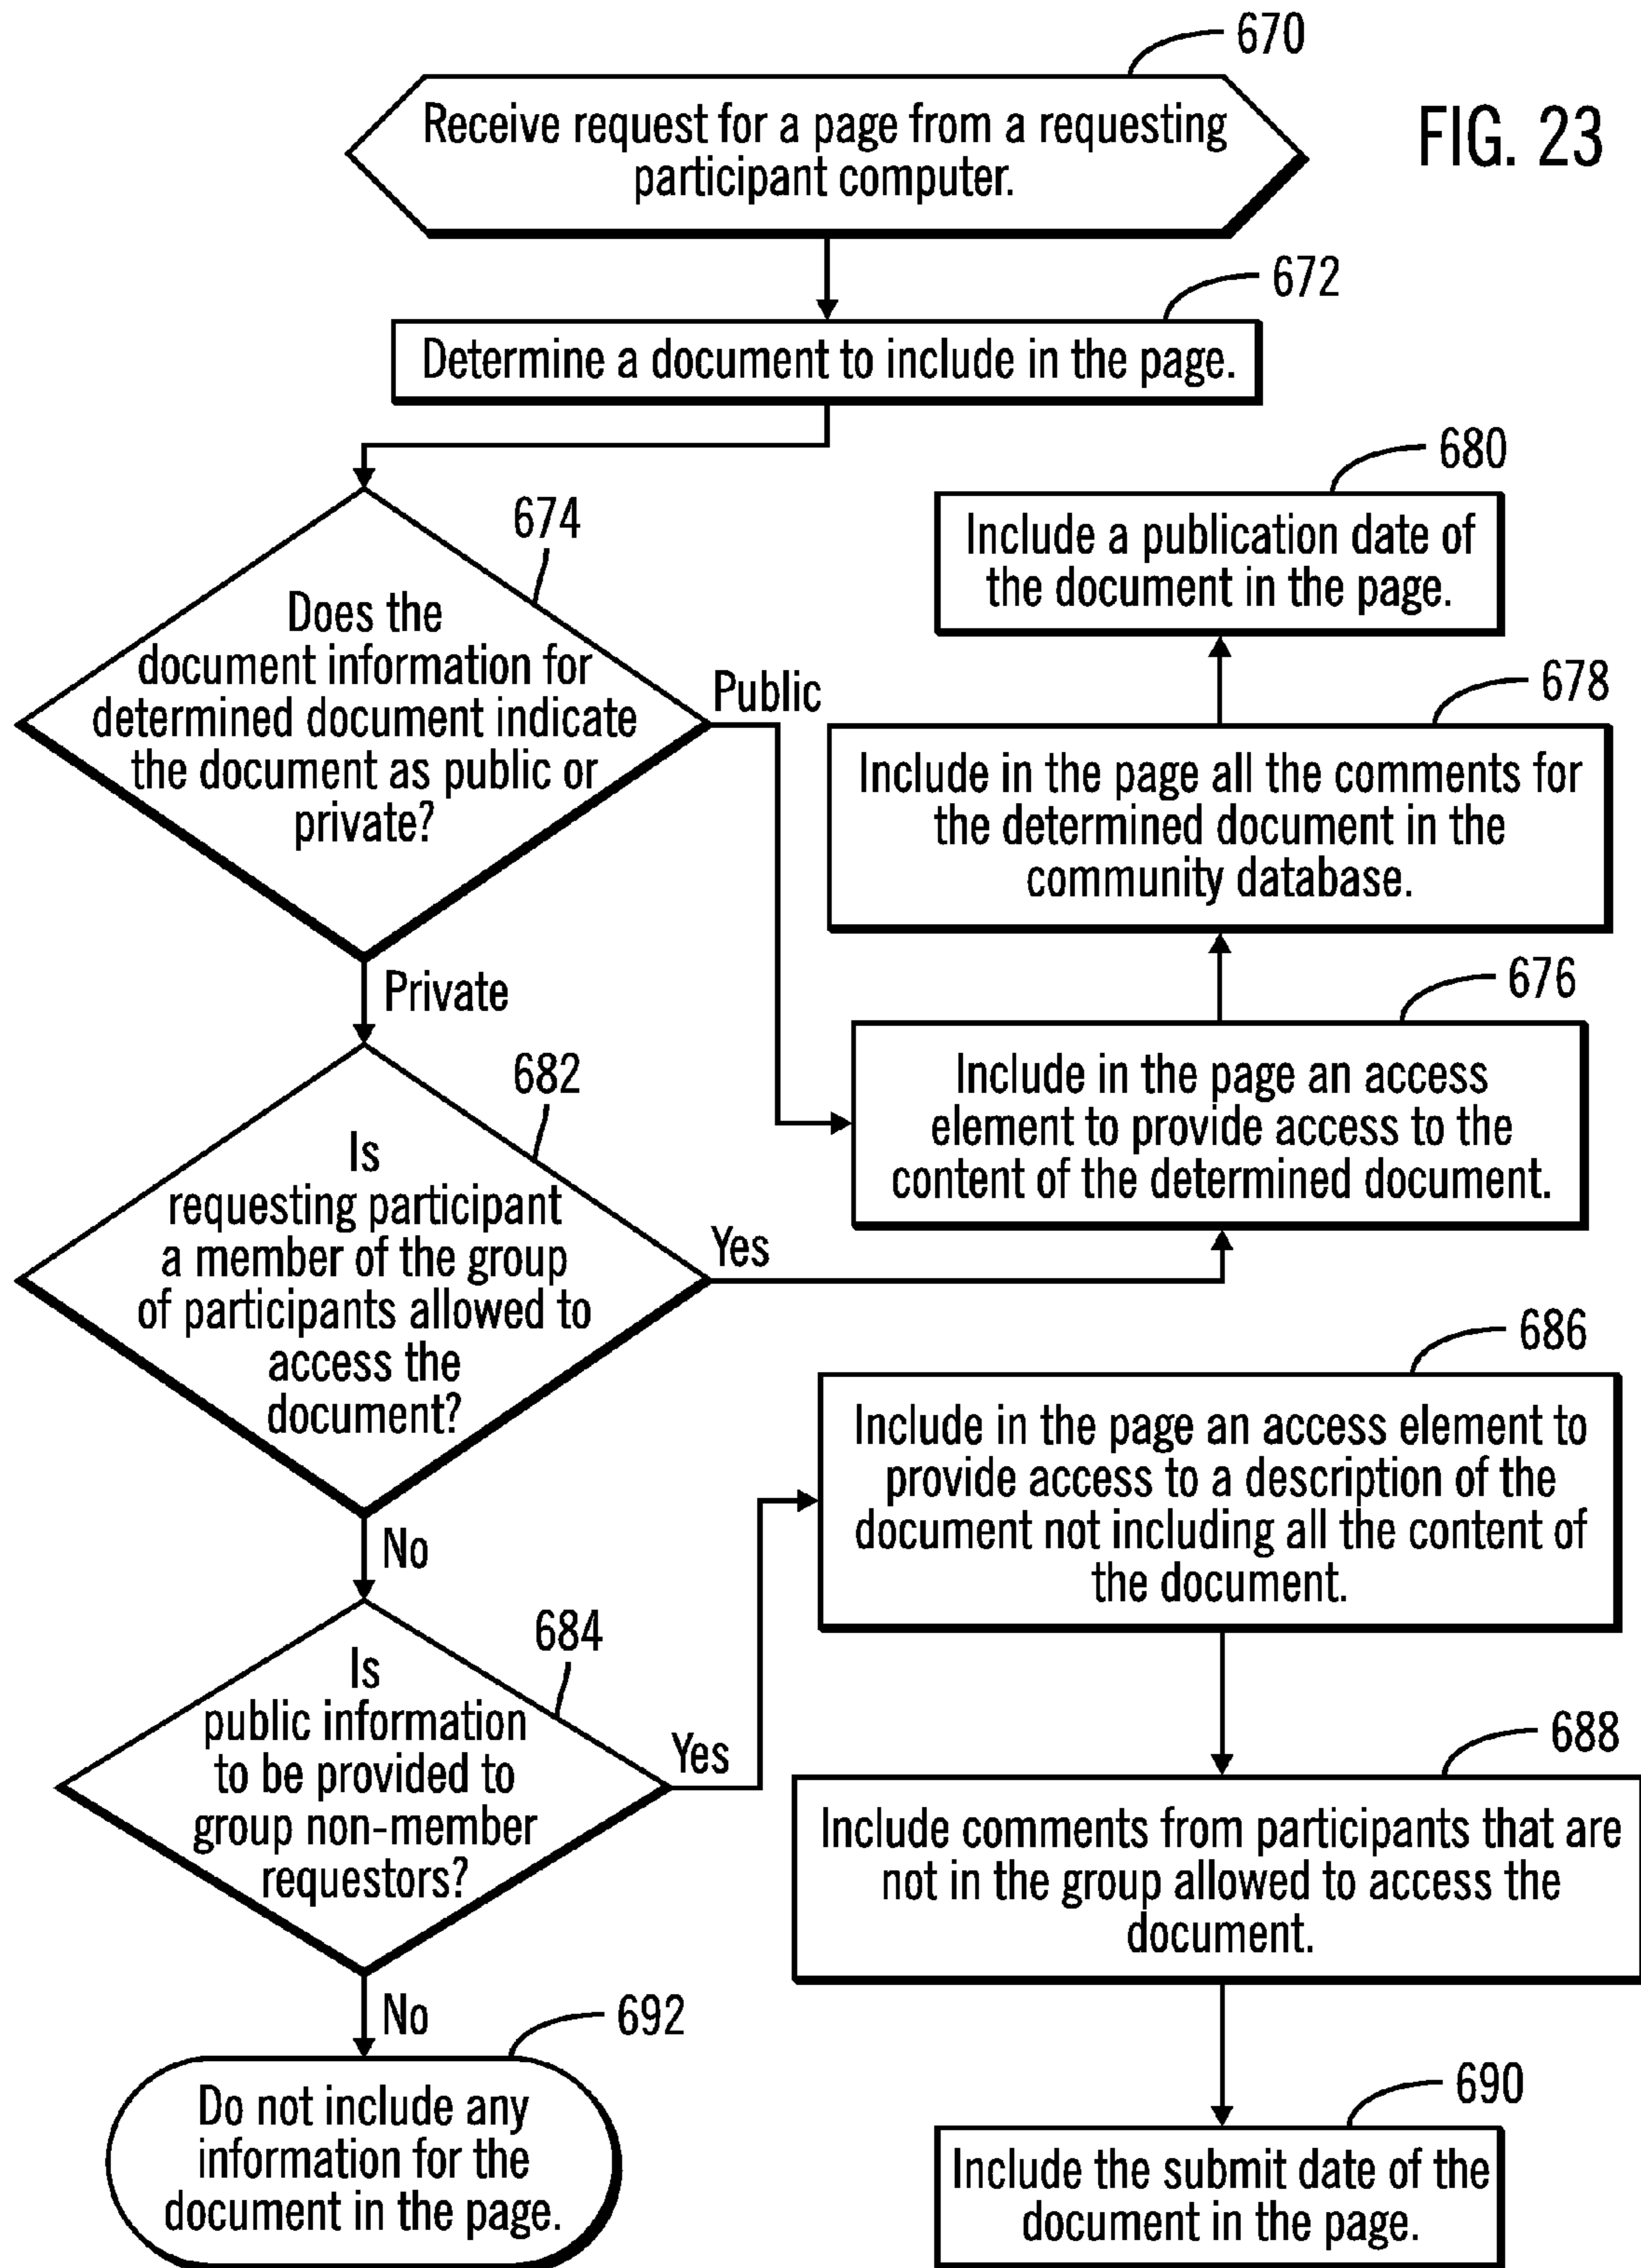 670
Receive request for a page from a requesting
participant computer.
FIG. 23
672
Determine a document to include in the page.
674
Does the
document information for
determined document indicate
the document as public or
private?
Public
Private
680
Include a publication date of
the document in the page.
678
Include in the page all the comments for
the determined document in the
community database.
676
Include in the page an access
element to provide access to the
content of the determined document.
682
Is
requesting participant
a member of the group
of participants allowed to
access the
document?
Yes
No
684
Is
public information
to be provided to
group non-member
requestors?
Yes
No
686
Include in the page an access element to
provide access to a description of the
document not including all the content of
the document.
688
Include comments from participants that are
not in the group allowed to access the
document.
690
Include the submit date of the
document in the page.
692
Do not include any
information for the
document in the page.